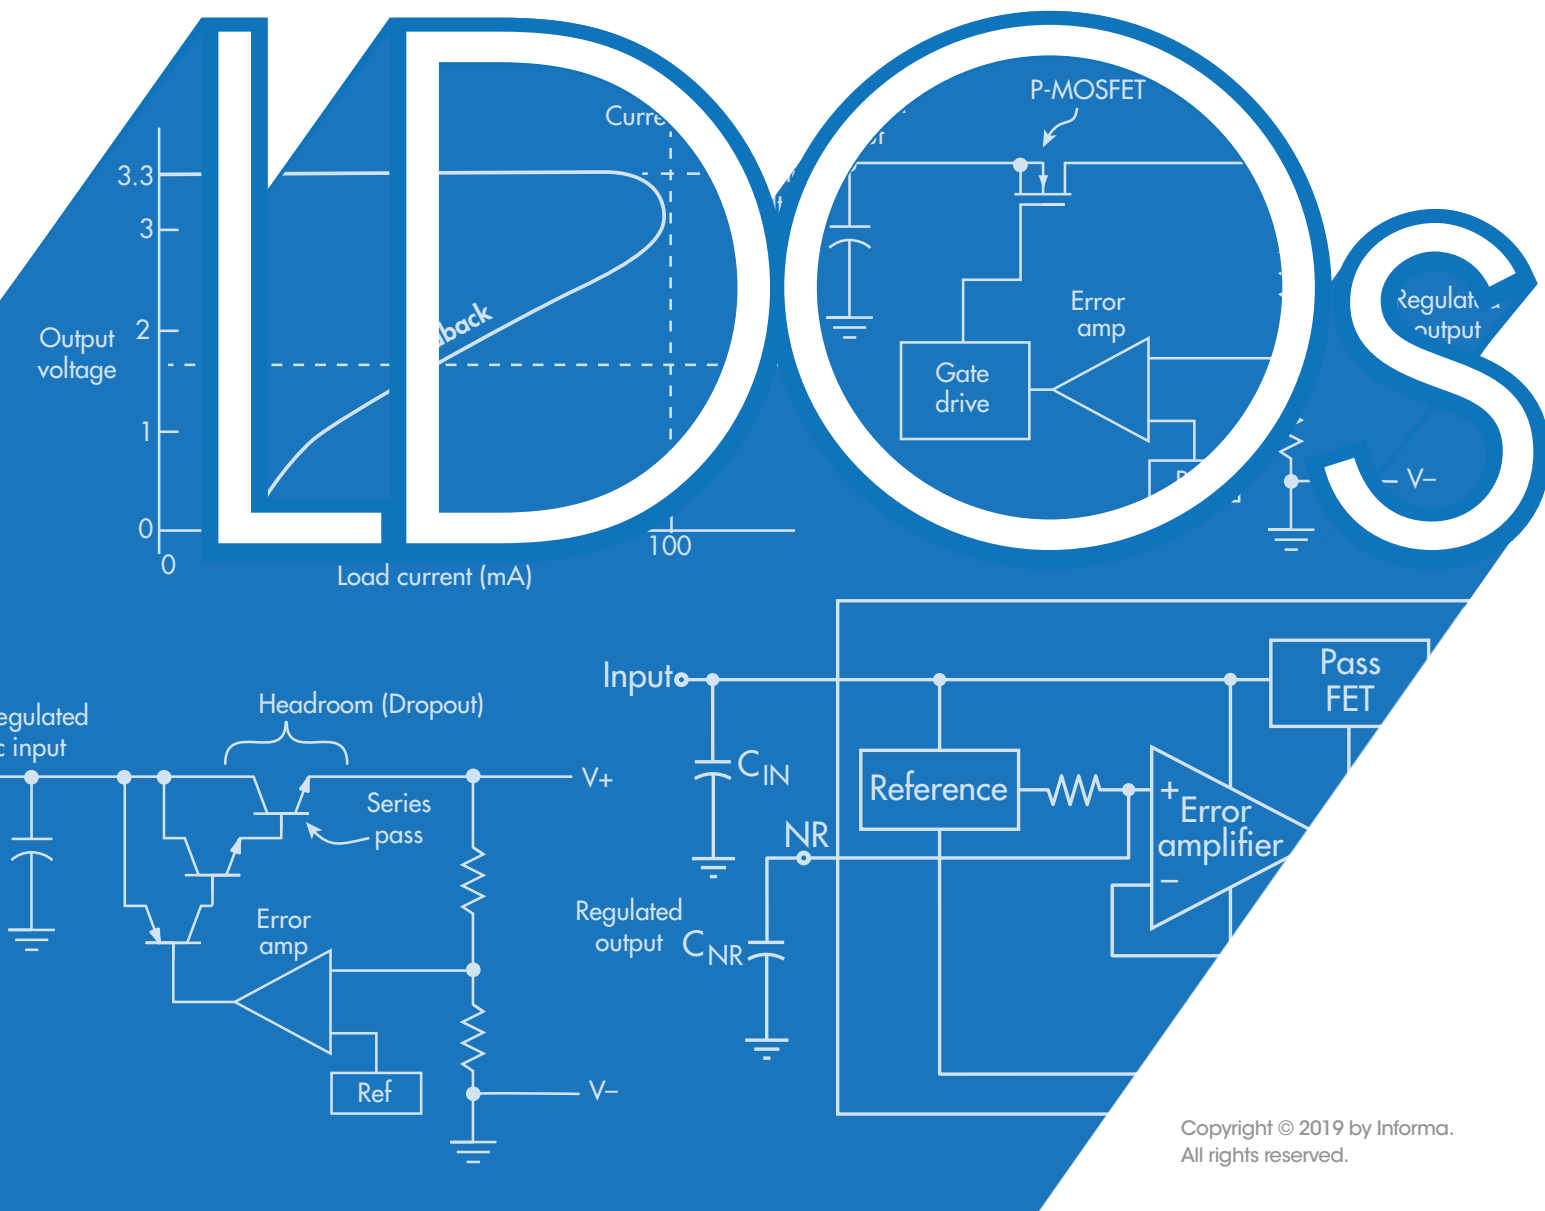 LDOs
P-MOSFET
3.3
3
2
1
0
0
100
Output
voltage
Load current (mA)
Error
amp
Gate
drive
output
V–
Headroom (Dropout)
input
V+
Series
pass
Error
amp
Ref
V–
Input
Pass
FET
CIN
Reference
+
Error
amplifier
–
NR
Regulated
output
CNR
Copyright © 2019 by Informa.
All rights reserved.